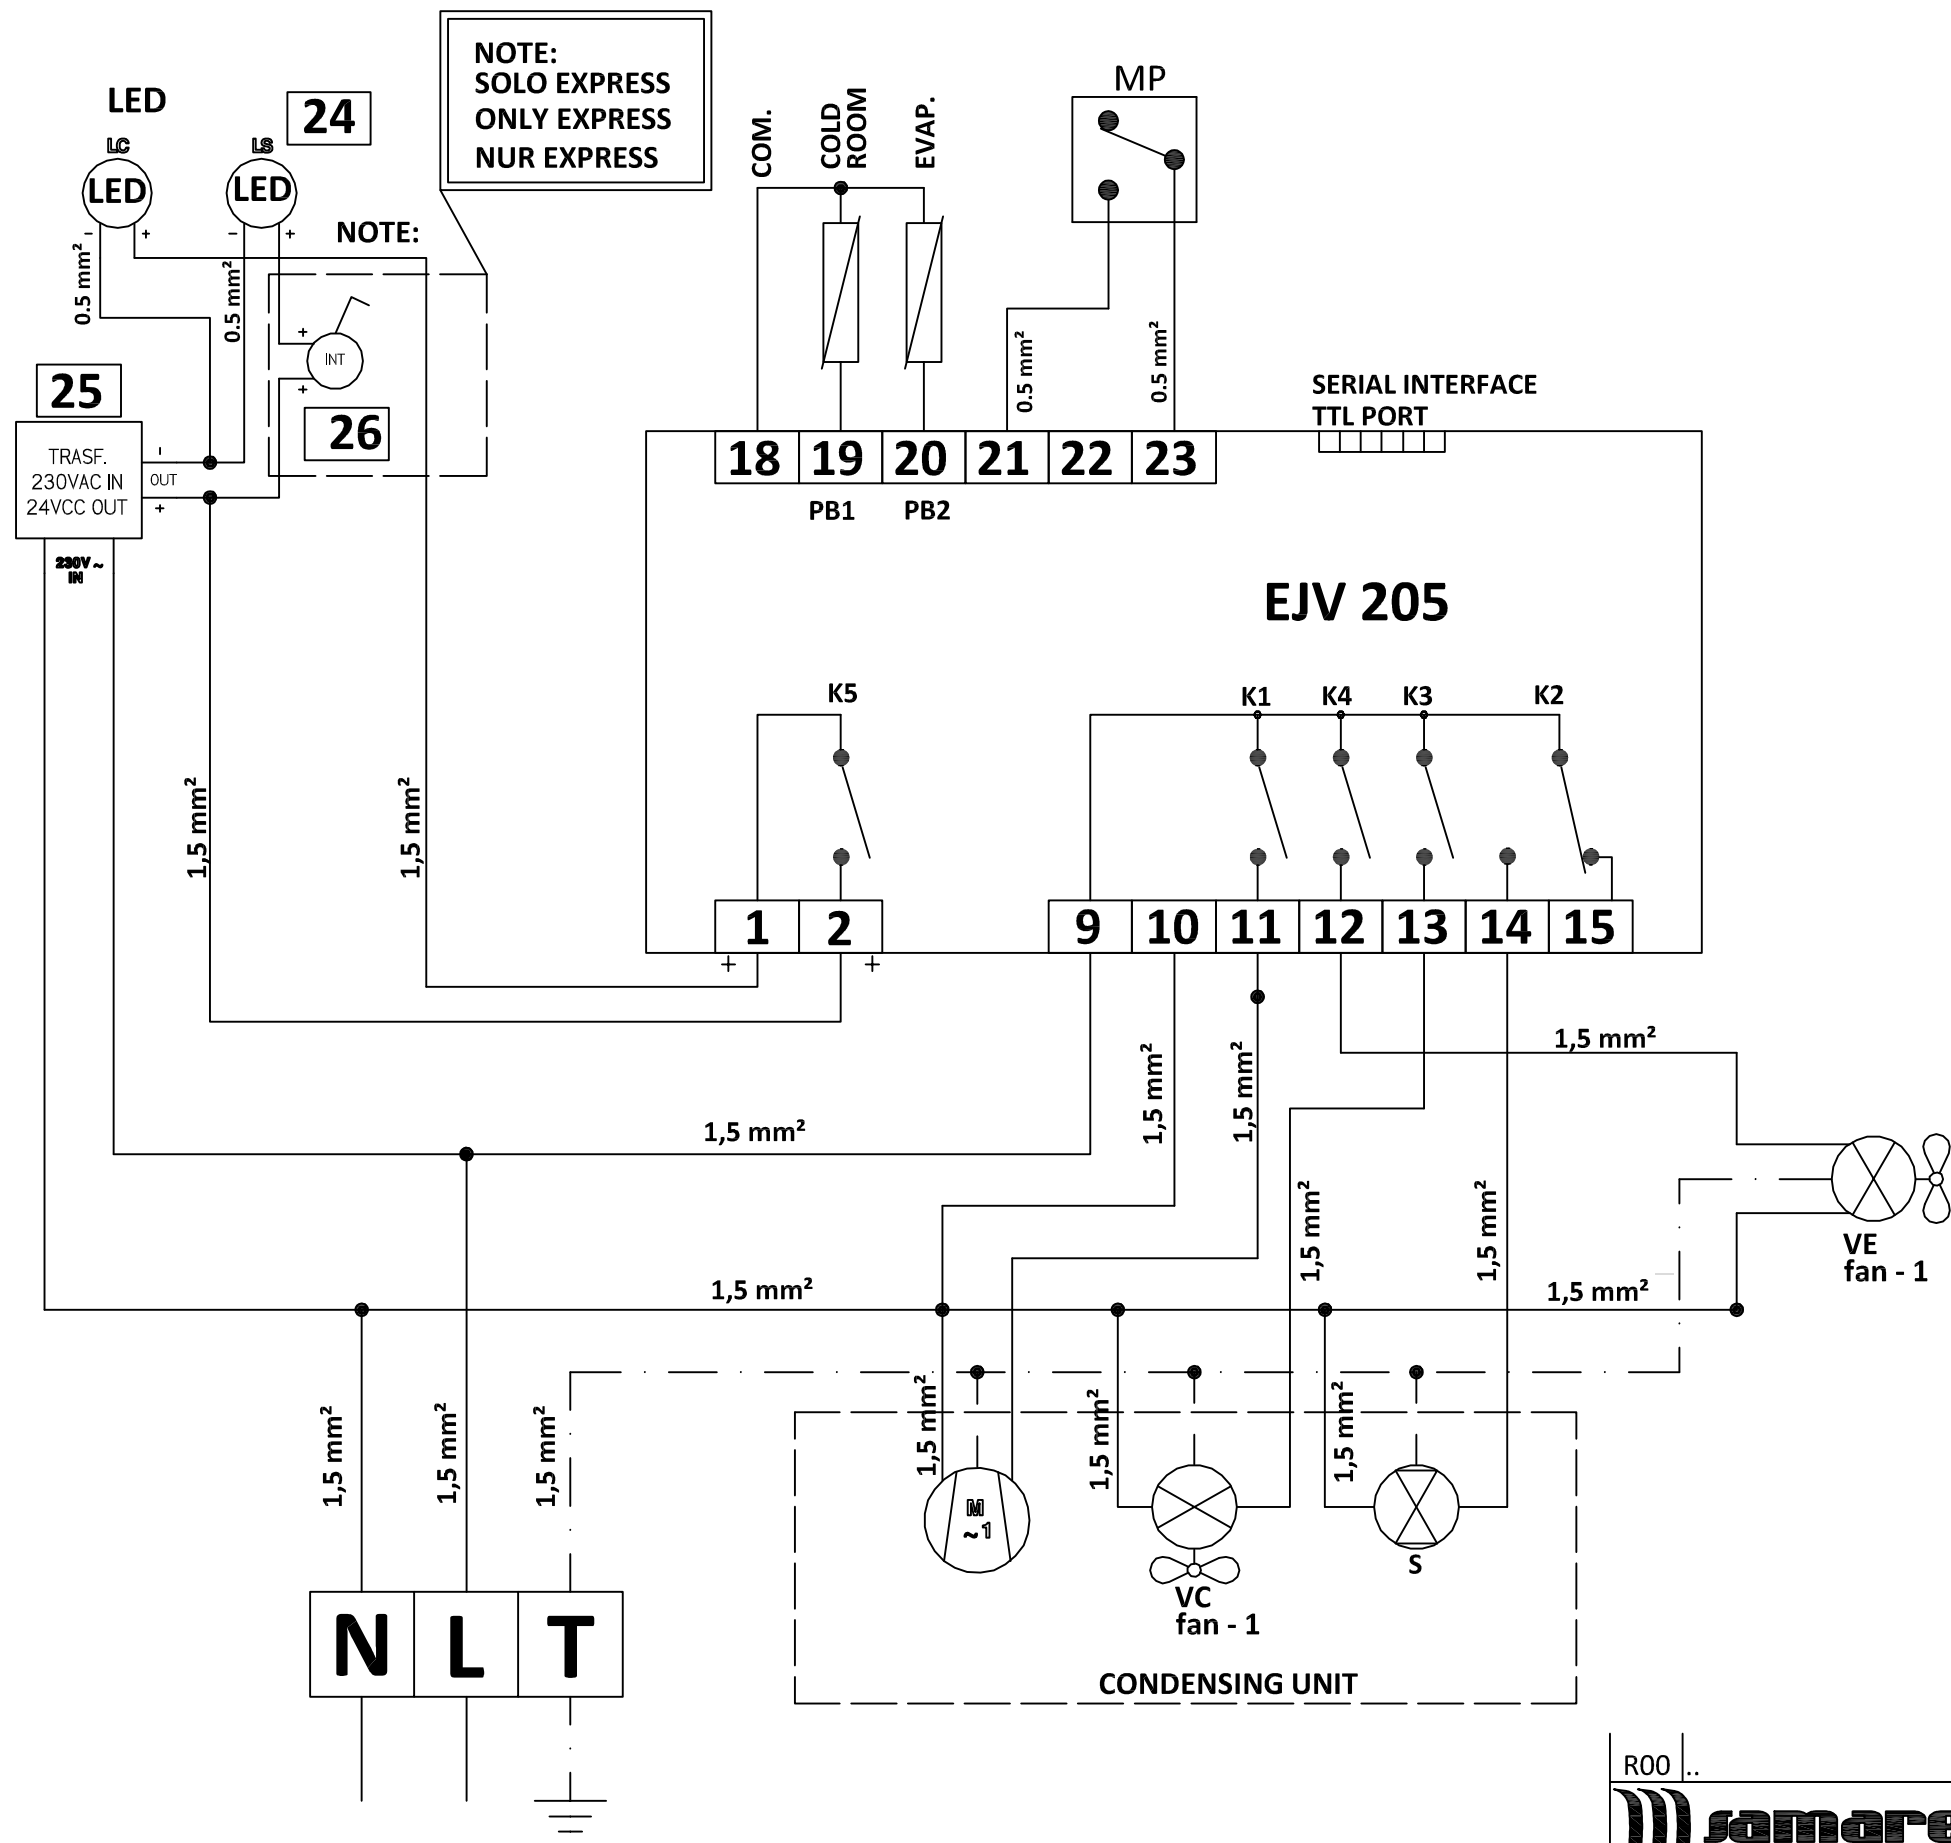 NOTE:
SOLO EXPRESS
ONLY EXPRESS
NUR EXPRESS
MP
LED
24
LC
LS
LED
LED
- +
- +
NOTE:
COM.
COLD
ROOM
EVAP.
0.5 mm²
0.5 mm²
+
INT
+
26
0.5 mm²
0.5 mm²
SERIAL INTERFACE
TTL PORT
25
TRASF.
230VAC IN
24VCC OUT
-
OUT
+
230V ~
IN
18 19 20 21 22 23
PB1 PB2
EJV 205
K5
K1 K4 K3 K2
1,5 mm²
1,5 mm²
1 2
+ +
9 10 11 12 13 14 15
1,5 mm²
1,5 mm²
1,5 mm²
1,5 mm²
1,5 mm²
1,5 mm²
VE
fan - 1
1,5 mm²
1,5 mm²
1,5 mm²
1,5 mm²
1,5 mm²
1,5 mm²
1,5 mm²
1,5 mm²
1,5 mm²
M
~ 1
VC
fan - 1
S
CONDENSING UNIT
N L T
R00 ..
samare